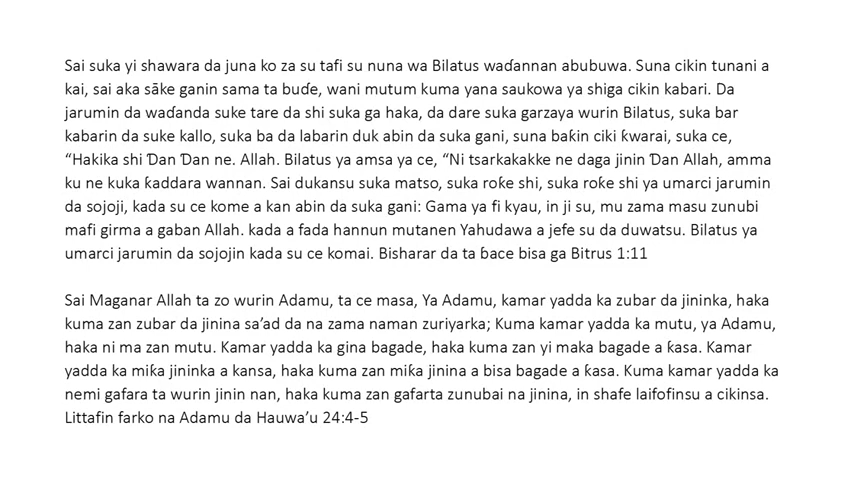 Sai suka yi shawara da juna ko za su tafi su nuna wa Bilatus waɗannan abubuwa. Suna cikin tunani a
kai, sai aka sāke ganin sama ta buɗe, wani mutum kuma yana saukowa ya shiga cikin kabari. Da
jarumin da waɗanda suke tare da shi suka ga haka, da dare suka garzaya wurin Bilatus, suka bar
kabarin da suke kallo, suka ba da labarin duk abin da suka gani, suna baƙin ciki ƙwarai, suka ce,
“Hakika shi Ɗan Ɗan ne. Allah. Bilatus ya amsa ya ce, “Ni tsarkakakke ne daga jinin Ɗan Allah, amma
ku ne kuka ƙaddara wannan. Sai dukansu suka matso, suka roƙe shi, suka roƙe shi ya umarci jarumin
da sojoji, kada su ce kome a kan abin da suka gani: Gama ya fi kyau, in ji su, mu zama masu zunubi
mafi girma a gaban Allah. kada a fada hannun mutanen Yahudawa a jefe su da duwatsu. Bilatus ya
umarci jarumin da sojojin kada su ce komai. Bisharar da ta ɓace bisa ga Bitrus 1:11

Sai Maganar Allah ta zo wurin Adamu, ta ce masa, Ya Adamu, kamar yadda ka zubar da jininka, haka
kuma zan zubar da jinina sa’ad da na zama naman zuriyarka; Kuma kamar yadda ka mutu, ya Adamu,
haka ni ma zan mutu. Kamar yadda ka gina bagade, haka kuma zan yi maka bagade a ƙasa. Kamar
yadda ka miƙa jininka a kansa, haka kuma zan miƙa jinina a bisa bagade a ƙasa. Kuma kamar yadda ka
nemi gafara ta wurin jinin nan, haka kuma zan gafarta zunubai na jinina, in shafe laifofinsu a cikinsa.
Littafin farko na Adamu da Hauwa’u 24:4-5